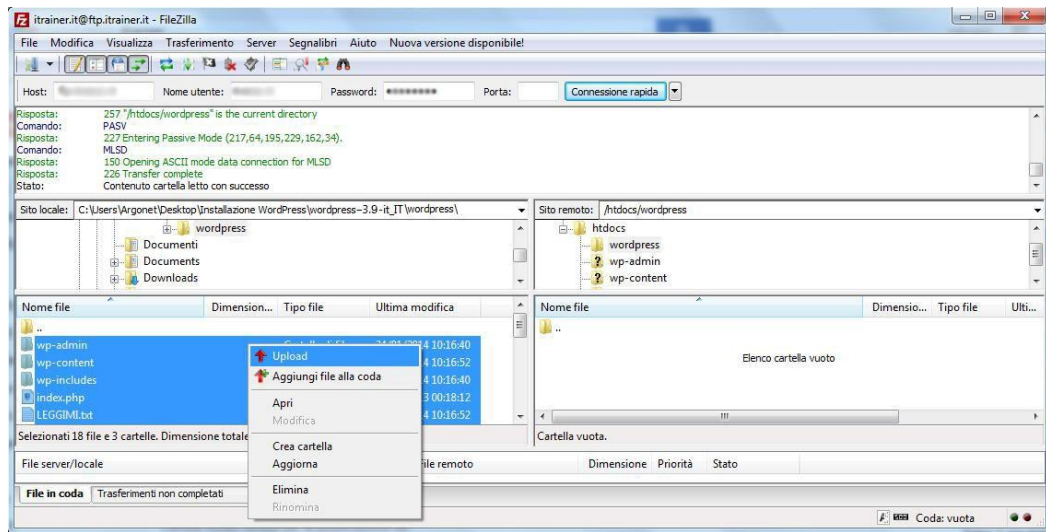 itrainer.it@ftp.itrainer.it - FileZilla
File Modifica Visualizza Trasferimento Server Segnalibri Aiuto Nuova versione disponibile!
Host: Nome utente: Password: Porta: Connessione rapida
Risposta: 257 "/htdocs/wordpress" is the current directory
Comando: PASV
Risposta: 227 Entering Passive Mode (217,64,195,229,162,34).
Comando: MLSD
Risposta: 150 Opening ASCII mode data connection for MLSD
Risposta: 226 Transfer complete
Stato: Contenuto cartella letto con successo
Sito locale: C:\Users\Argonet\Desktop\Installazione WordPress\wordpress-3.9-it_IT\wordpress\
wordpress
Documenti
Documents
Downloads
Sito remoto: /htdocs/wordpress
htdocs
wordpress
wp-admin
wp-content
Nome file Dimension... Tipo file Ultima modifica
..
wp-admin 24/01/2014 10:16:40
wp-content 4 10:16:52
wp-includes 4 10:16:40
index.php 3 00:18:12
LEGGIMI.txt 4 10:16:52
Selezionati 18 file e 3 cartelle. Dimensione totale
Upload
Aggiungi file alla coda
Apri
Modifica
Crea cartella
Aggiorna
Elimina
Rinomina
Nome file Dimensio... Tipo file Ulti...
..
Elenco cartella vuoto
Cartella vuota.
File server/locale File remoto Dimensione Priorità Stato
File in coda Trasferimenti non completati
Coda: vuota